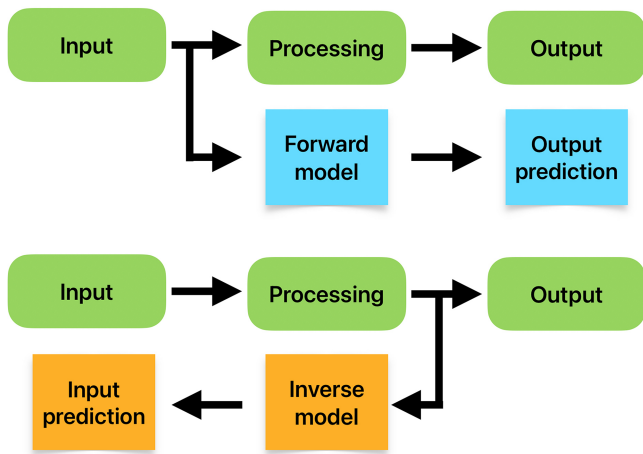 Input
Processing
Output
Forward
model
Output
prediction
Input
Processing
Output
Input
prediction
Inverse
model